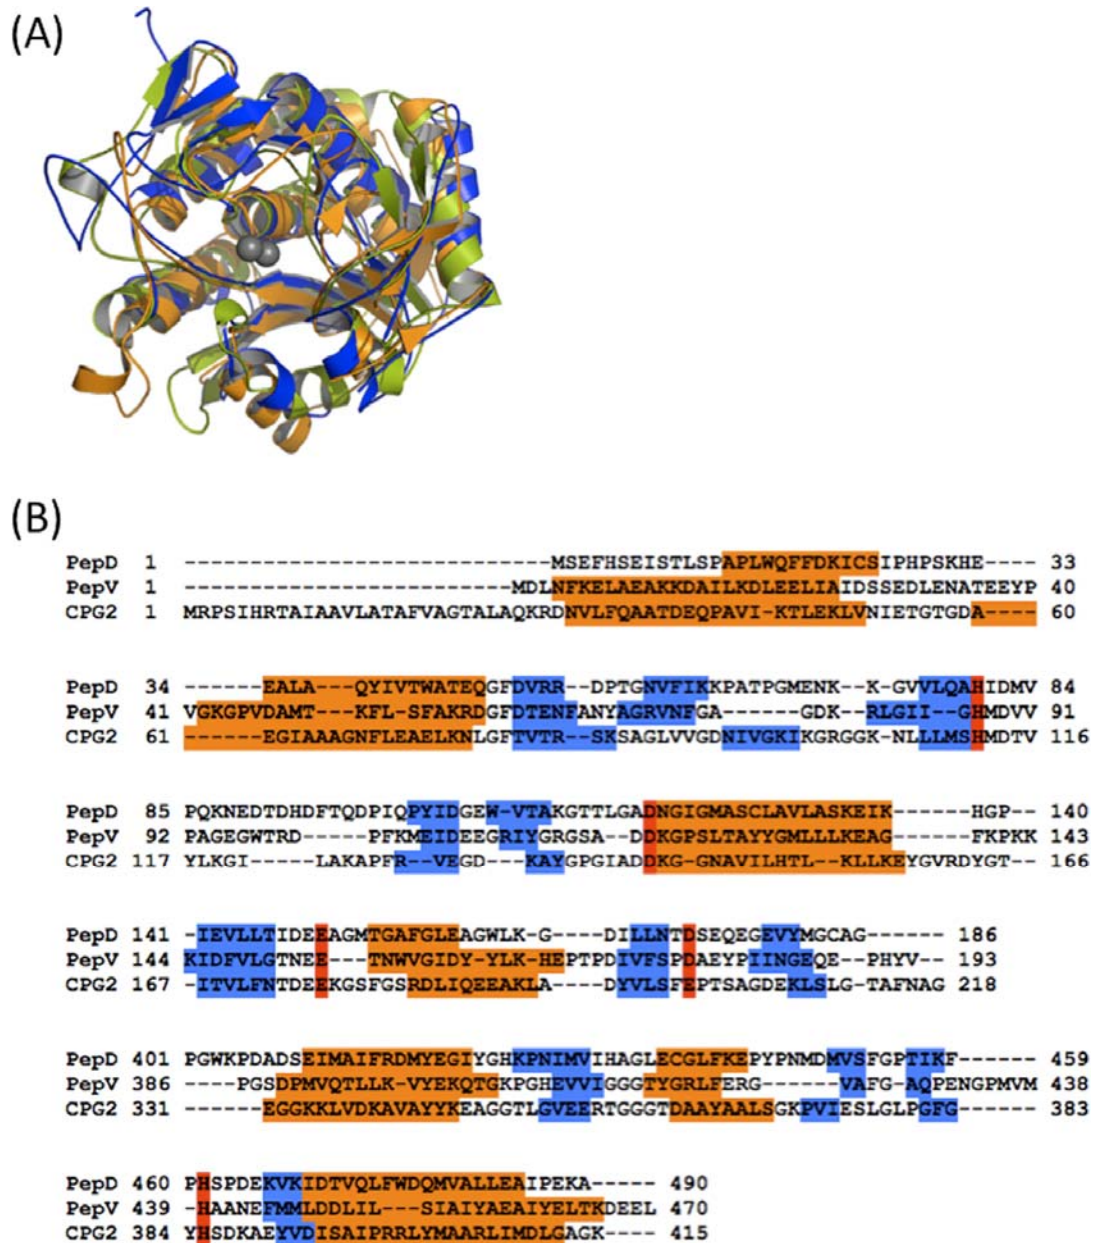 (A)
(B)
PepD 1 -----------------------------MSEFHSEISTLSPAPLWQFFDKICSIPHPSKHE---- 33
PepV 1 --------------------------MDLNFKELAEAKKDAILKDLEELIAIDSSEDLENATEEYP 40
CPG2 1 MRPSIHRTAIAAVLATAFVAGTALAQKRDNVLFQAATDEQPAVI-KTLEKLVNIETGTGDA---- 60
PepD 34 ------EALA---QYIVTWATEQGFDVRR--DPTGNVFIKKPATPGMENK--K-GVVLQAHIDMV 84
PepV 41 VGKGPVDAMT---KFL-SFAKRDGFDTENFANYAGRVNFGA------GDK--RLGII--GHMDVV 91
CPG2 61 ------EGIAAAGNFLEAELKNLGFTVTR--SKSAGLVVGDNIVGKIKGRGGK-NLLLMSHMDTV 116
PepD 85 PQKNEDTDHDFTQDPIQPYIDGEW-VTAKGTTLGADNGIGMASCLAVLASKEIK------HGP-- 140
PepV 92 PAGEGWTRD-----PFKMEIDEEGRIYGRGSA--DDKGPSLTAYYGMLLLKEAG------FKPKK 143
CPG2 117 YLKGI-----LAKAPFR--VEGD--KAYGPGIADDKG-GNAVILHTL--KLLKEYGVRDYGT-- 166
PepD 141 -IEVLLTIDEEAGMTGAFGLEAGWLK-G----DILLNTDSEQEGEVYMGCAG------ 186
PepV 144 KIDFVLGTNEE---TNWVGIDY-YLK-HEPTPDIVFSPDAEYPIINGEQE--PHYV-- 193
CPG2 167 -ITVLFNTDEEKGSFGSRDLIQEEAKLA----DYVLSFEPTSAGDEKLSLG-TAFNAG 218
PepD 401 PGWKPDADSEIMAIFRDMYEGIYGHKPNIMVIHAGLECGLFKEPYPNMDMVSFGPTIKF------ 459
PepV 386 ----PGSDPMVQTLLK-VYEKQTGKPGHEVVIGGGTYGRLFERG------VAFG-AQPENGPMVM 438
CPG2 331 ------EGGKKLVDKAVAYYKEAGGTLGVEERTGGGTDAAYAALSGKPVIESLGLPGFG------ 383
PepD 460 PHSPDEKVKIDTVQLFWDQMVALLEAIPEKA----- 490
PepV 439 -HAANEFMMLDDLIL---SIAIYAEAIYELTKDEEL 470
CPG2 384 YHSDKAEYVDISAIPRRLYMAARLIMDLGAGK---- 415